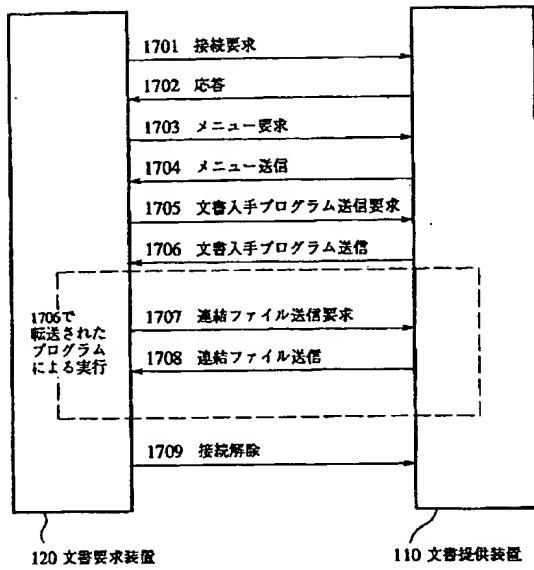 1701 接続要求
1702 応答
1703 メニュー要求
1704 メニュー送信
1705 文書入手プログラム送信要求
1706 文書入手プログラム送信
1706で
転送された
プログラム
による実行
1707 連結ファイル送信要求
1708 連結ファイル送信
1709 接続解除
120 文書要求装置
110 文書提供装置